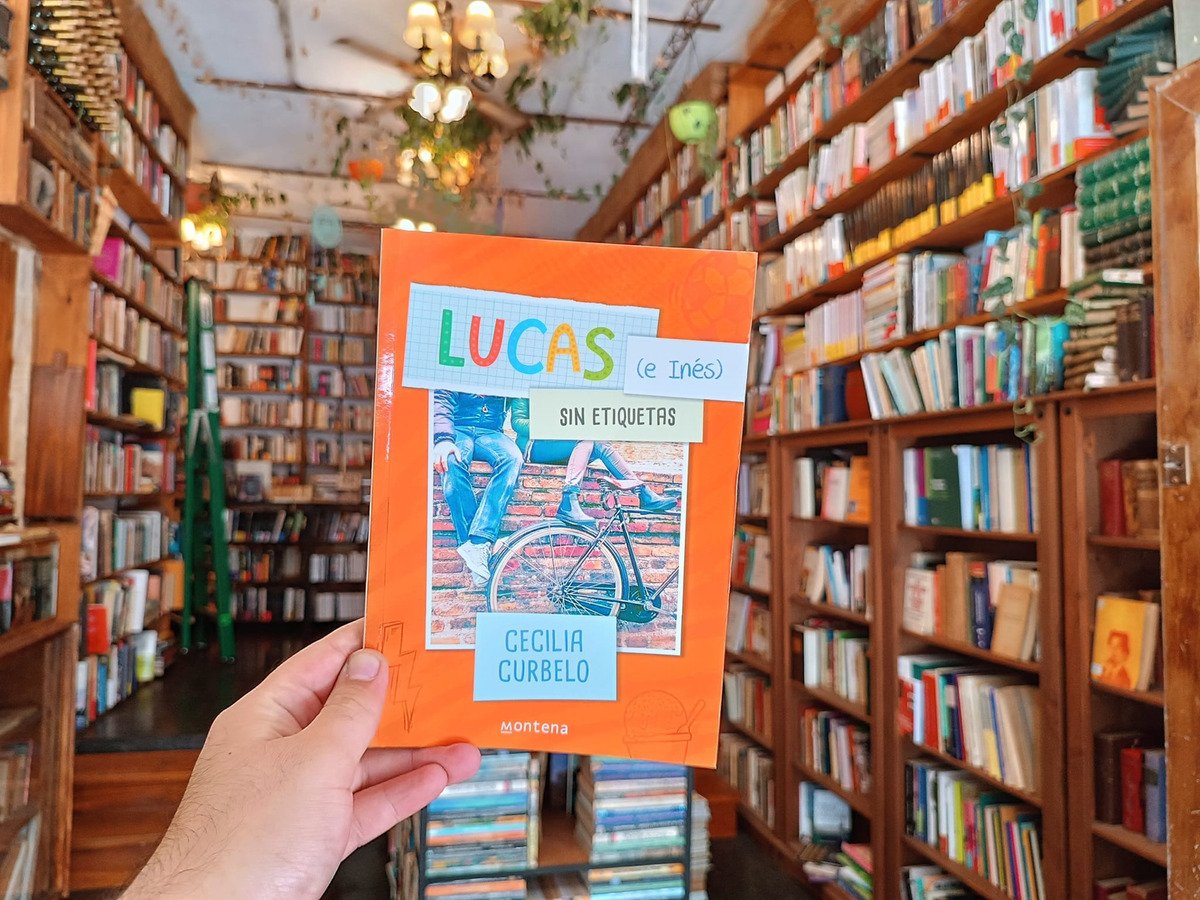 LUCAS
(e Inés)
SIN ETIQUETAS
CECILIA
CURBELO
Montena